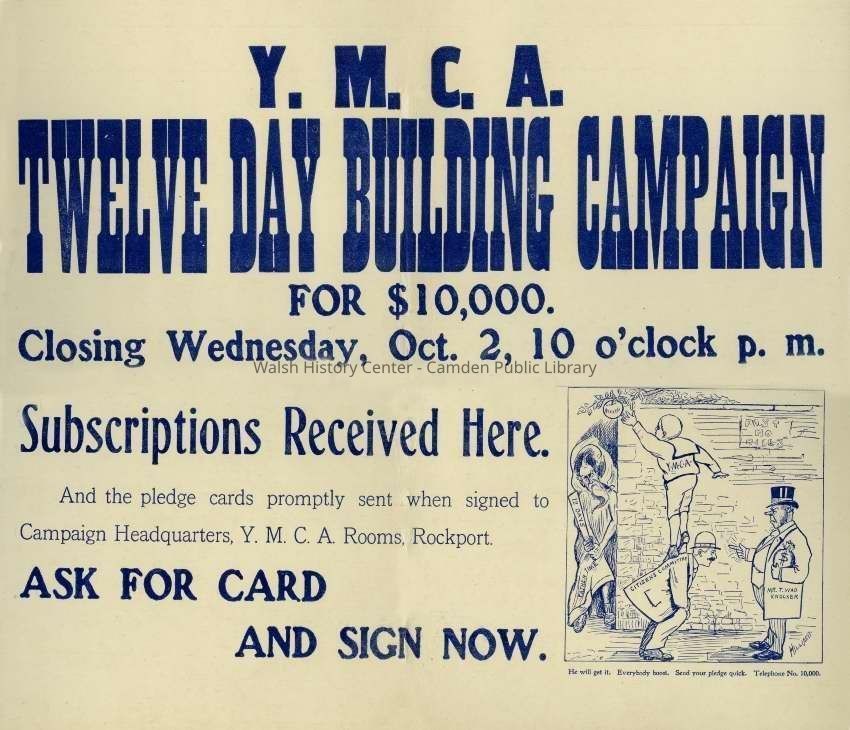 Y. M. C. A.
TWELVE DAY BUILDING CAMPAIGN
FOR $10,000.
Closing Wednesday, Oct. 2, 10 o'clock p. m.
Walsh History Center - Camden Public Library
Subscriptions Received Here.
And the pledge cards promptly sent when signed to
Campaign Headquarters, Y. M. C. A. Rooms, Rockport.
ASK FOR CARD
AND SIGN NOW.
POST
NO
BILLS
Y.M.C.A.
CITIZENS COMMITTEE
MR. T. WAD
KNOCKER
He will get it. Everybody boost. Send your pledge quick. Telephone No. 10,000.